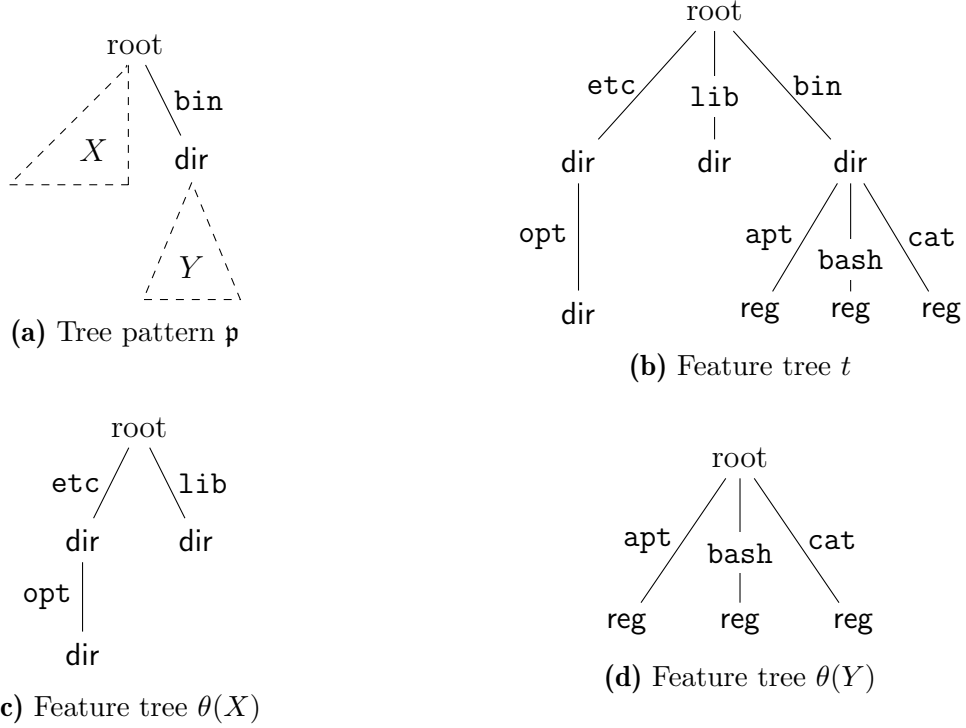 root
bin
X
dir
Y
(a) Tree pattern 𝔭
root
etc lib bin
dir dir dir
opt apt bash cat
dir reg reg reg
(b) Feature tree t
root
etc lib
dir dir
opt
dir
c) Feature tree θ(X)
root
apt bash cat
reg reg reg
(d) Feature tree θ(Y)